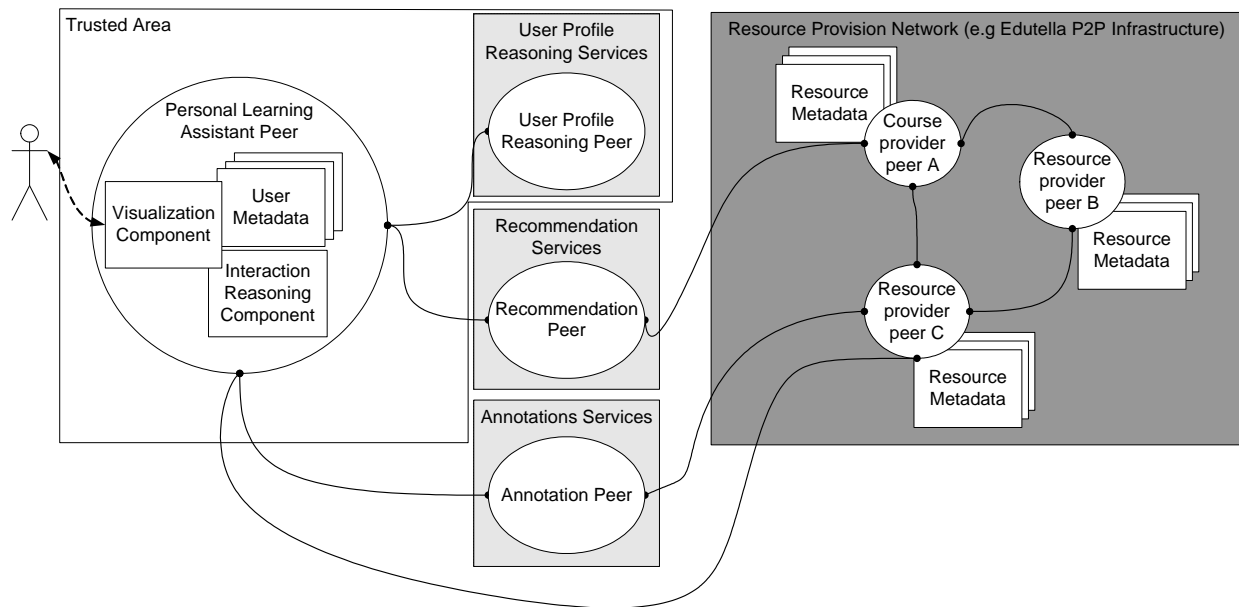 Trusted Area
Personal Learning
Assistant Peer
Visualization
Component
User
Metadata
Interaction
Reasoning
Component
User Profile
Reasoning Services
User Profile
Reasoning Peer
Recommendation
Services
Recommendation
Peer
Annotations Services
Annotation Peer
Resource Provision Network (e.g Edutella P2P Infrastructure)
Resource
Metadata
Course
provider
peer A
Resource
provider
peer B
Resource
Metadata
Resource
provider
peer C
Resource
Metadata